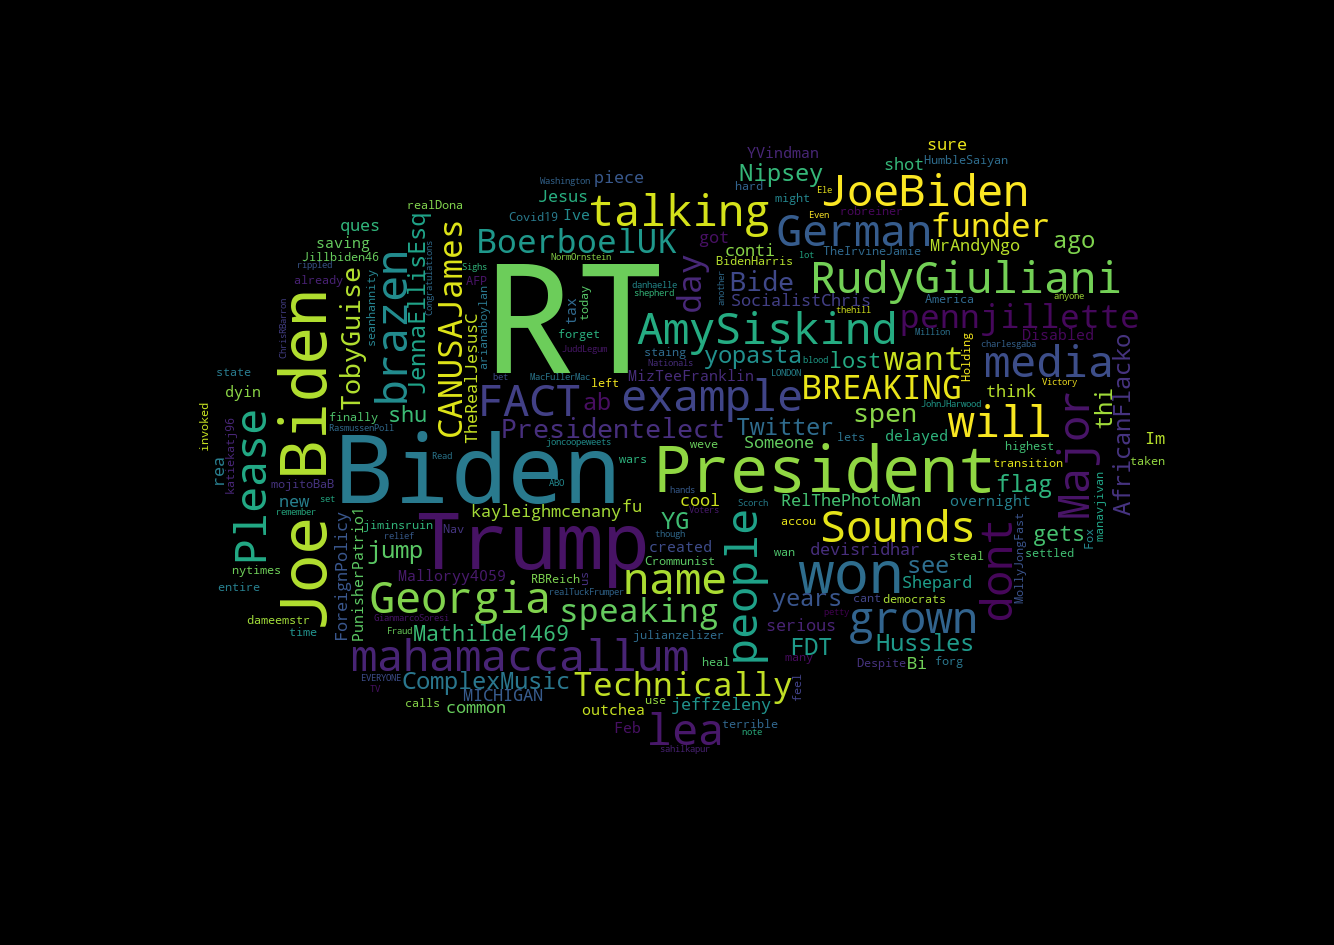 sure
YVindman
HumbleSaiyan
shot
Nipsey
Washington
piece
hard
Ele
JoeBiden
Jesus
might
realDona
talking
Even
robreiner
Covid19
Ive
funder
German
ques
BoerboelUK
got
ago
saving
JennaEllisEsq
CANUSAJames
day
conti
MrAndyNgo
Jillbiden46
NormOrnstein
TheIrvineJamie
lot
BidenHarris
rippled
Congratulations
Sighs
RT
RudyGiuliani
already
brazen
AFP
danhaelle
shepherd
Bide
another
anyone
seanhannity
tax
today
SocialistChris
America
thehill
ChrisRBarron
Joe Biden
TobyGuise
arianaboylan
forget
AmySiskind
pennjillette
Million
Disabled
JuddLegum
staing
yopasta
lost
want
charlesgaba
media
Nationals
blood
Holding
state
TheRealJesusC
bet
MacFullerMac
left
MizTeeFranklin
LONDON
BREAKING
Victory
dyin
FACT
ab
example
think
thi
AfricanFlacko
invoked
Please
finally
shu
Presidentelect
Twitter
spen
JohnJHarwood
will
Major
RasmussenPoll
Someone
delayed
Im
katiekatj96
rea
Biden
Read
joncoopeweets
weve
lets
highest
wars
President
transition
taken
mojitoBaB
ABO
flag
new
set
hands
cool
Scorch
RelThePhotoMan
overnight
remember
kayleighmcenany
fu
voters
YG
accou
Sounds
dont
MollyJongFast
Fox
manavjivan
jiminsruin
Nav
relief
Trump
though
people
gets
ForeignPolicy
PunisherPatriot1
jump
created
wan
devisridhar
steal
settled
nytimes
Crommunist
won
see
Malloryy4059
RBReich
us
name
Shepard
entire
realTuckFrumper
Georgia
years
cant
democrats
petty
grown
dameemstr
GianmarcoSoresi
speaking
serious
time
Fraud
Mathilde1469
julianzelizer
FDT
Hussles
mahamaccallum
heal
many
Despite
Bi
forg
EVERYONE
TV
ComplexMusic
Technically
feel
MICHIGAN
calls
common
outchea
use
jeffzeleny
Feb
lea
terrible
note
sahilkapur